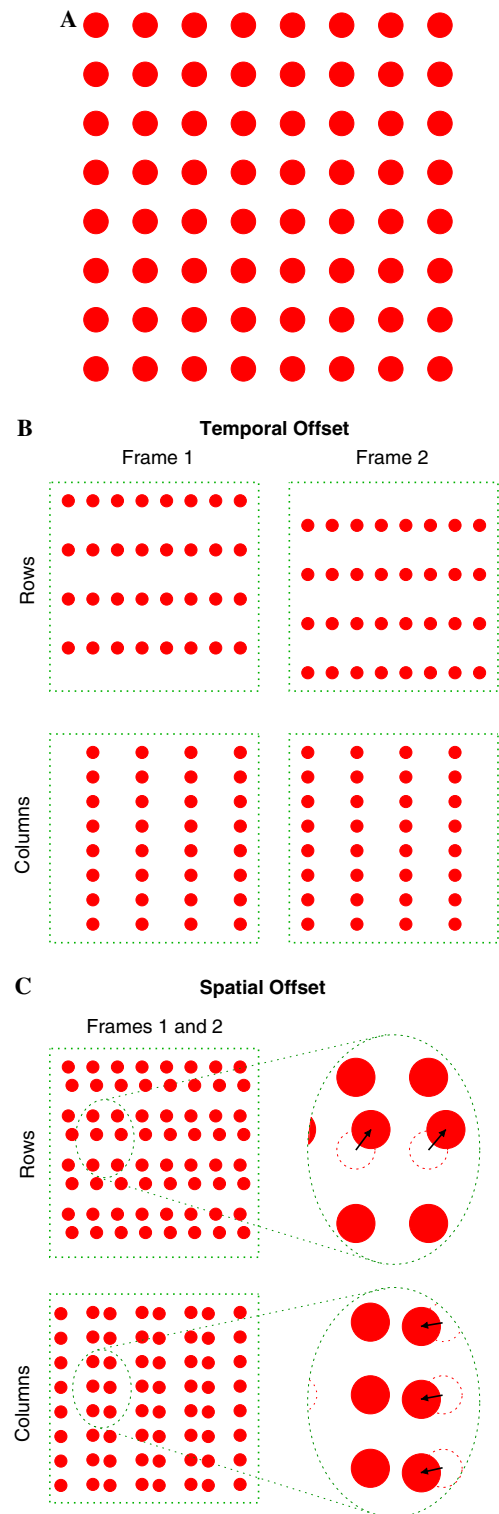 A
B
Temporal Offset
Frame 1
Frame 2
Rows
Columns
C
Spatial Offset
Frames 1 and 2
Rows
Columns